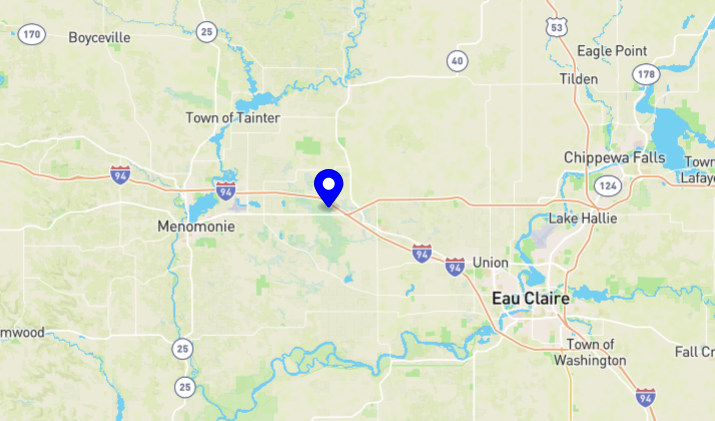 170
Boyceville
25
53
Eagle Point
40
178
Tilden
Town of Tainter
Chippewa Falls
Town
Lafaye
94
94
124
Menomonie
Lake Hallie
94
94
Union
Eau Claire
mwood
25
Town of
Washington
Fall Cr
25
94